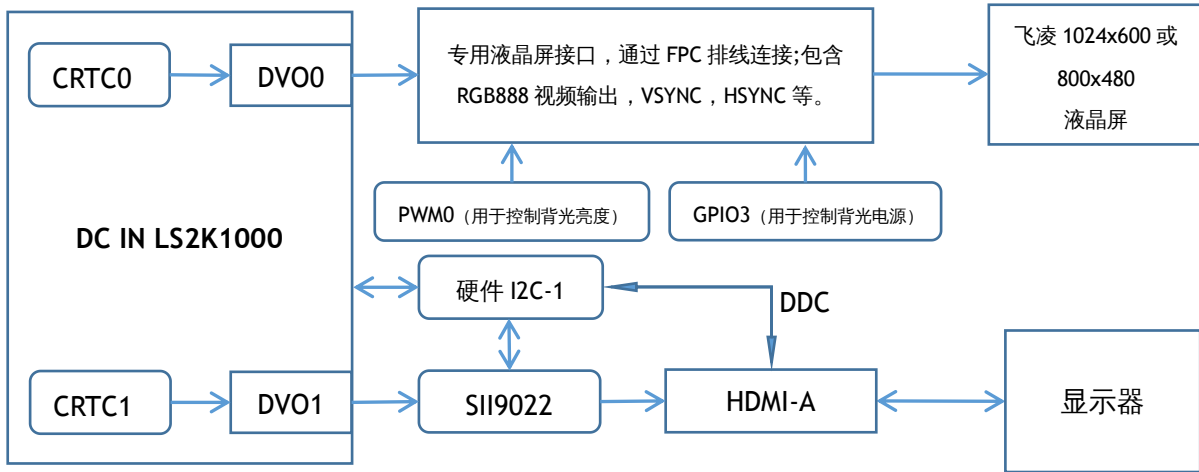 CRTC0
DVO0
专用液晶屏接口，通过 FPC 排线连接;包含
RGB888 视频输出，VSYNC，HSYNC 等。
飞凌 1024x600 或
800x480
液晶屏
PWM0（用于控制背光亮度）
GPIO3（用于控制背光电源）
DC IN LS2K1000
硬件 I2C-1
DDC
CRTC1
DVO1
SII9022
HDMI-A
显示器